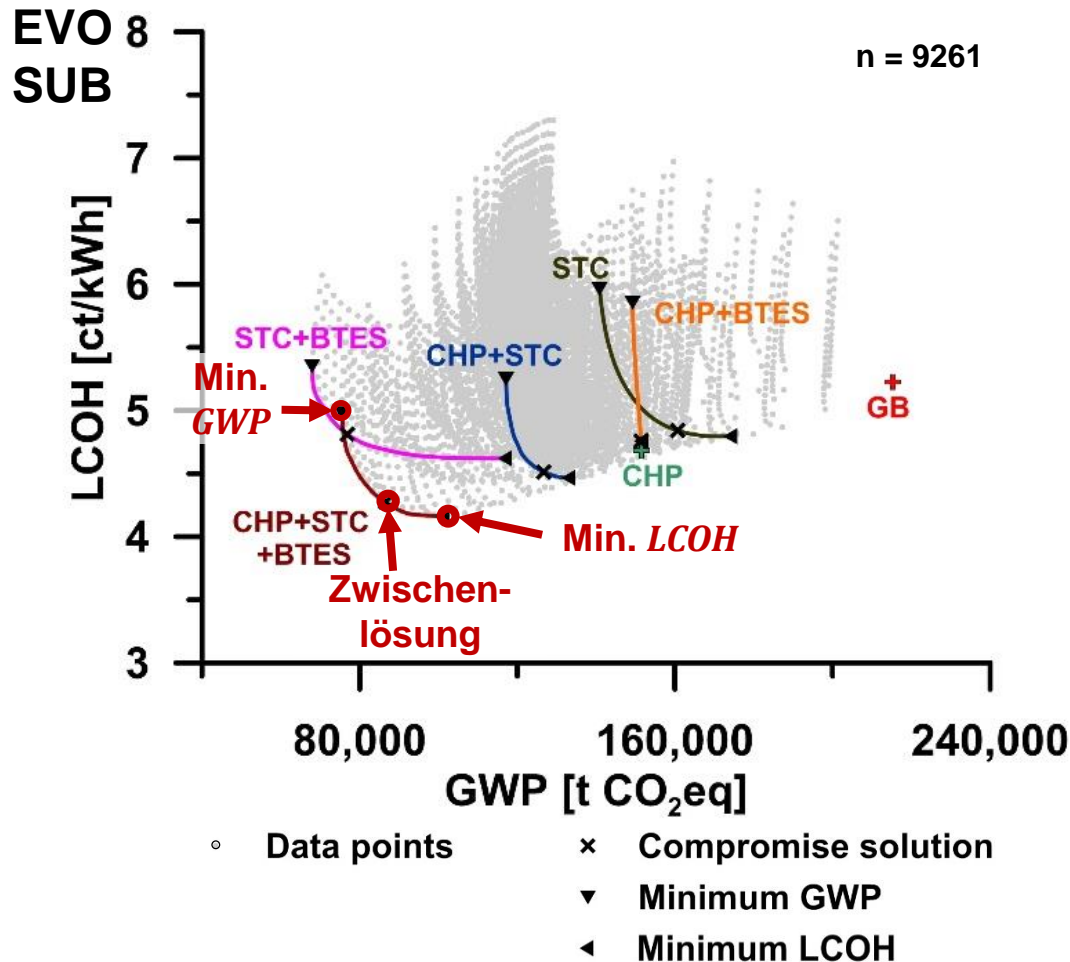 EVO
SUB
n = 9261
8
7
6
5
4
3
LCOH [ct/kWh]
STC
CHP+BTES
STC+BTES
CHP+STC
Min.
GWP
GB
CHP
CHP+STC
+BTES
Min. LCOH
Zwischen-
lösung
80,000
160,000
240,000
GWP [t CO₂eq]
Data points
Compromise solution
Minimum GWP
Minimum LCOH